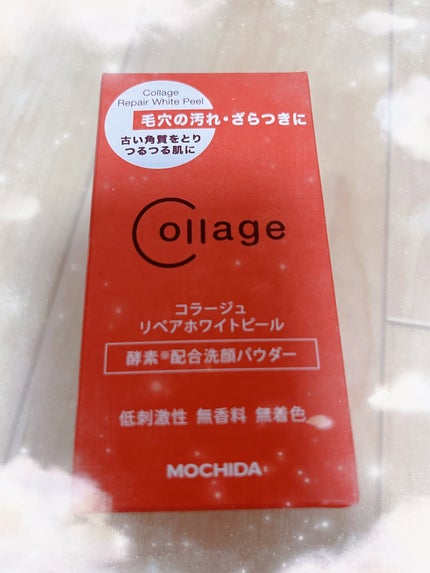 Collage
Repair White Peel
毛穴の汚れ・ざらつきに
古い角質をとり
つるつる肌に
Collage
コラージュ
リペアホワイトピール
酵素※配合洗顔パウダー
低刺激性 無香料 無着色
MOCHIDA